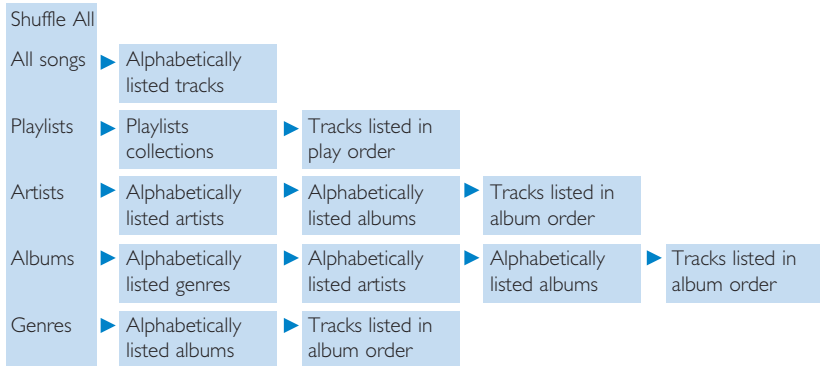 Shuffle All
All songs
Alphabetically
listed tracks
Playlists
Playlists
collections
Tracks listed in
play order
Artists
Alphabetically
listed artists
Alphabetically
listed albums
Tracks listed in
album order
Albums
Alphabetically
listed genres
Alphabetically
listed artists
Alphabetically
listed albums
Tracks listed in
album order
Genres
Alphabetically
listed albums
Tracks listed in
album order